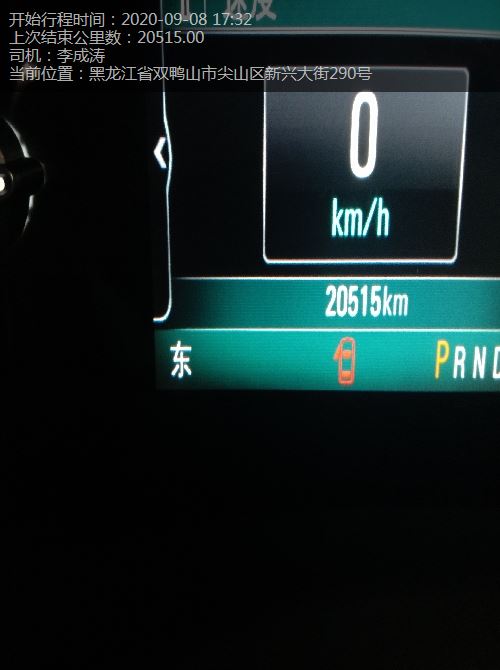 开始行程时间：2020-09-08 17:32
上次结束公里数：20515.00
司机：李成涛
当前位置：黑龙江省双鸭山市尖山区新兴大街290号
速度
0
km/h
20515km
东
PRND